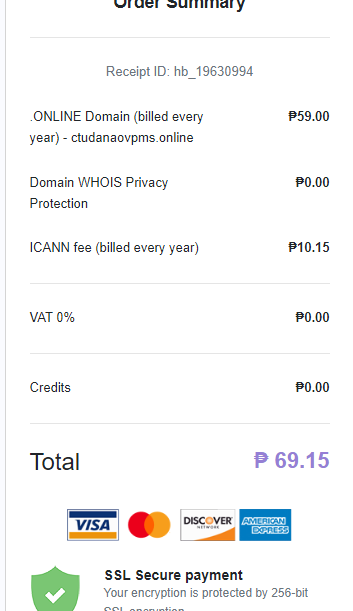 Order Summary
Receipt ID: hb_19630994
.ONLINE Domain (billed every year) - ctudanaovpms.online ₱59.00
Domain WHOIS Privacy Protection ₱0.00
ICANN fee (billed every year) ₱10.15
VAT 0% ₱0.00
Credits ₱0.00
Total ₱ 69.15
VISA MasterCard DISCOVER NETWORK AMERICAN EXPRESS
SSL Secure payment
Your encryption is protected by 256-bit
SSL encryption